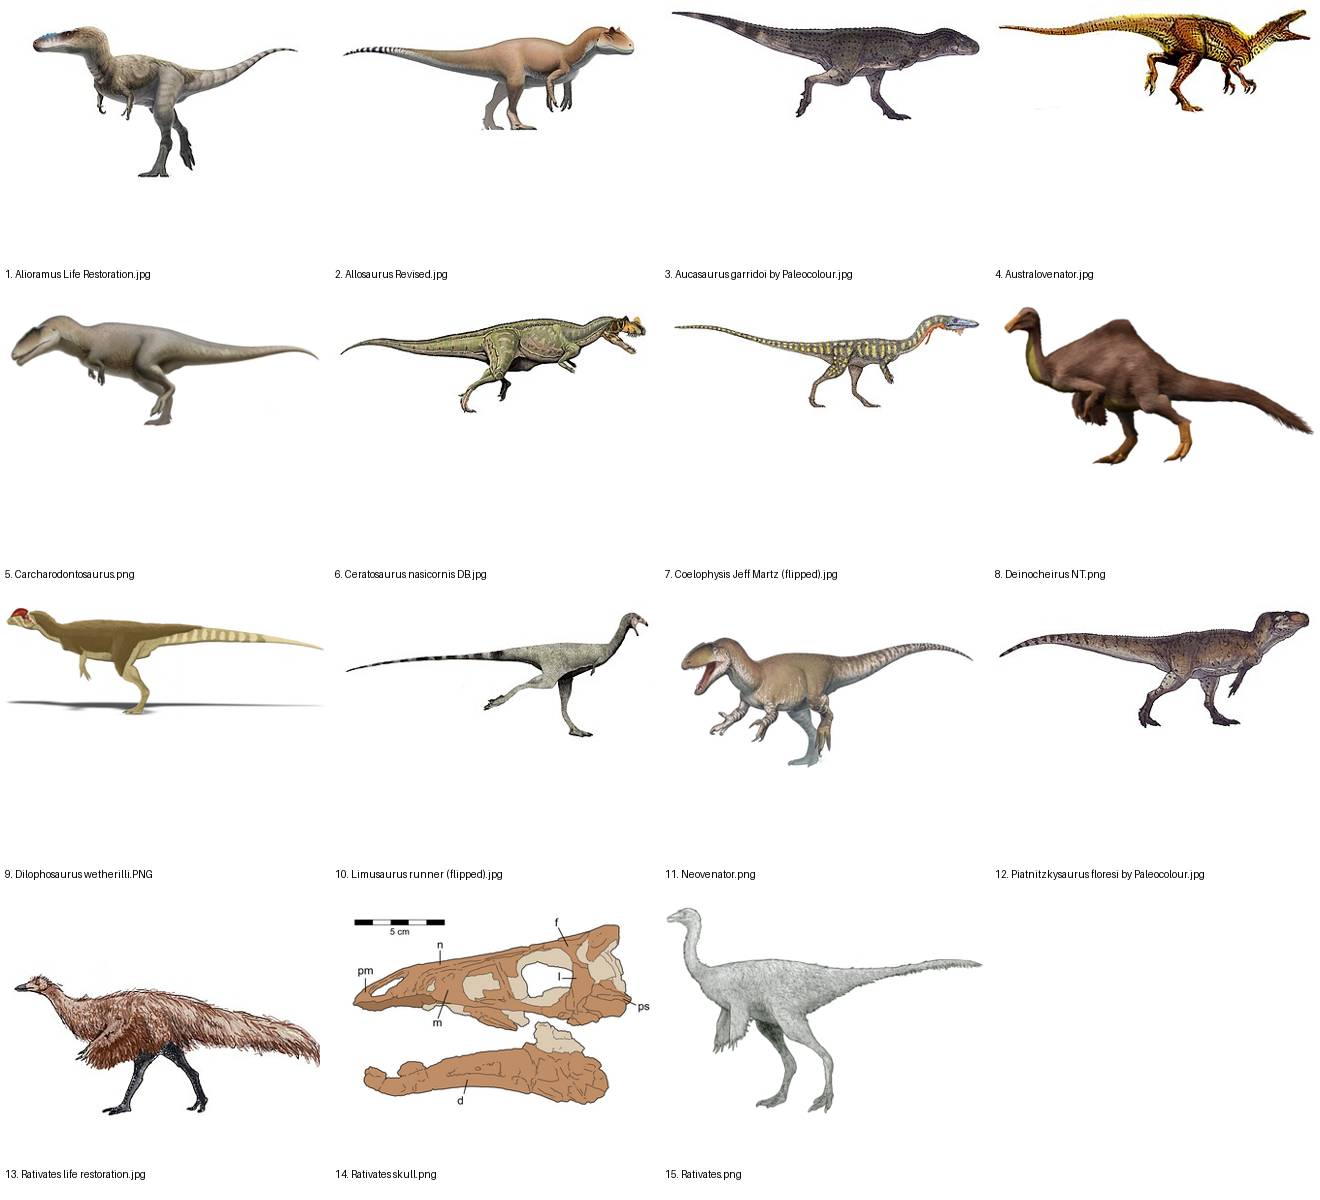 1. Alioramus Life Restoration.jpg
2. Allosaurus Revised.jpg
3. Aucasaurus garridoi by Paleocolour.jpg
4. Australovenator.jpg
5. Carcharodontosaurus.png
6. Ceratosaurus nasicornis DB.jpg
7. Coelophysis Jeff Martz (flipped).jpg
8. Deinocheirus NT.png
9. Dilophosaurus wetherilli.PNG
10. Limusaurus runner (flipped).jpg
11. Neovenator.png
12. Piatnitzkysaurus floresi by Paleocolour.jpg
5 cm
f
n
pm
l
ps
m
d
13. Rativates life restoration.jpg
14. Rativates skull.png
15. Rativates.png